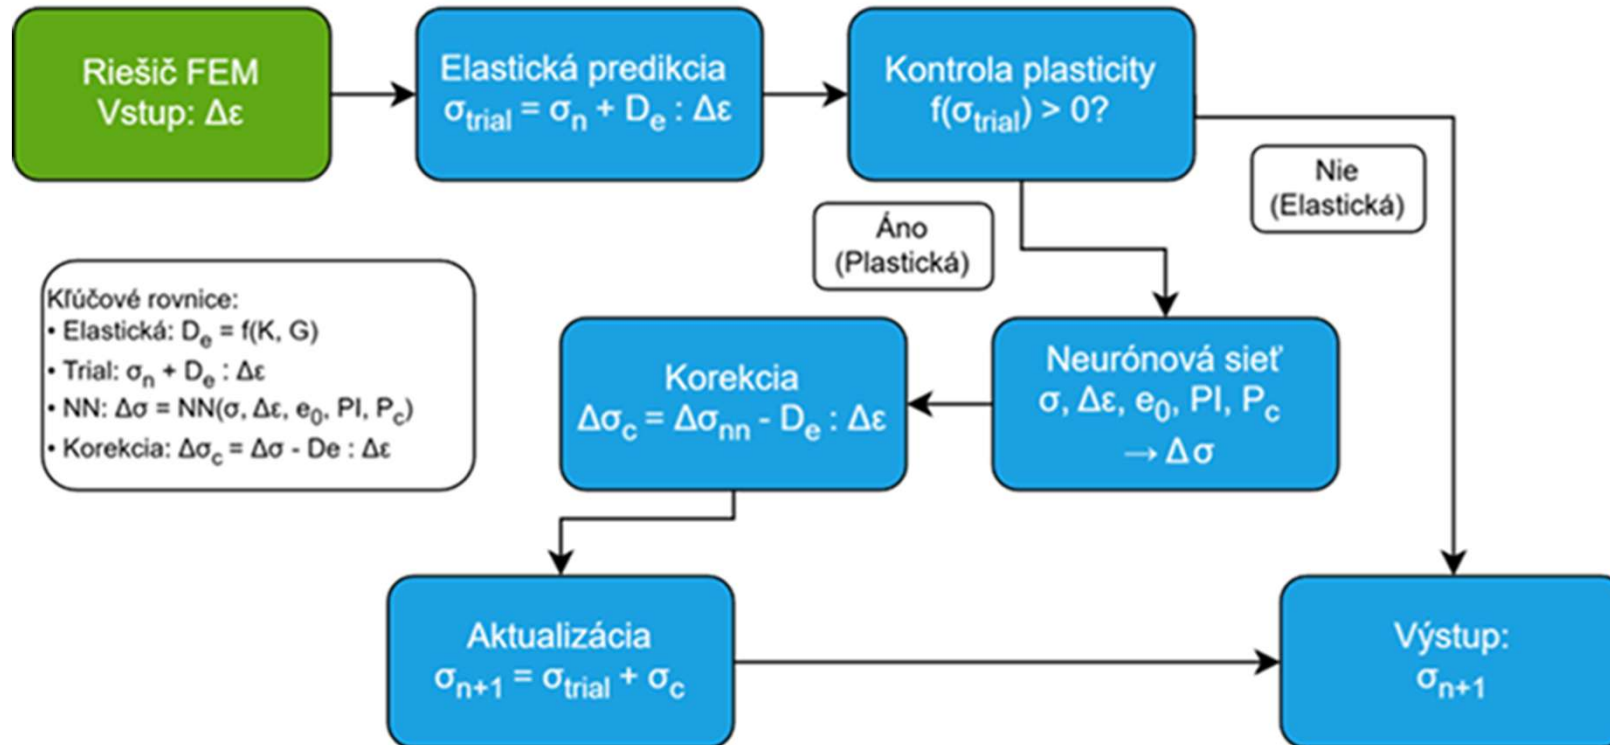 Riešič FEM
Vstup: Δε
Elastická predikcia
σtrial = σn + De : Δε
Kontrola plasticity
f(σtrial) > 0?
Nie
(Elastická)
Áno
(Plastická)
Kľúčové rovnice:
• Elastická: De = f(K, G)
• Trial: σn + De : Δε
• NN: Δσ = NN(σ, Δε, e0, PI, Pc)
• Korekcia: Δσc = Δσ - De : Δε
Korekcia
Δσc = Δσnn - De : Δε
Neurónová sieť
σ, Δε, e0, PI, Pc
→ Δσ
Aktualizácia
σn+1 = σtrial + σc
Výstup:
σn+1